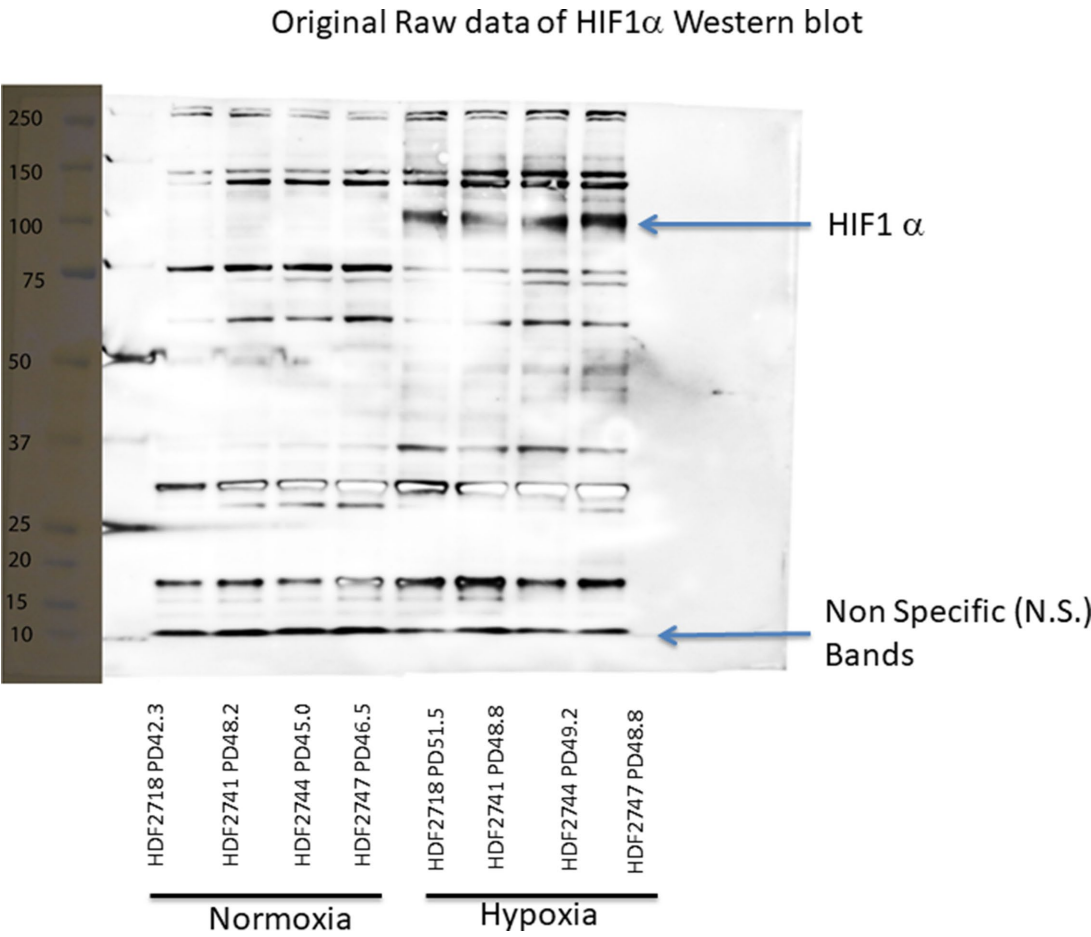 Original Raw data of HIF1α Western blot
250
150
100
75
50
37
25
20
15
10
HIF1 α
Non Specific (N.S.)
Bands
HDF2718 PD42.3
HDF2741 PD48.2
HDF2744 PD45.0
HDF2747 PD46.5
HDF2718 PD51.5
HDF2741 PD48.8
HDF2744 PD49.2
HDF2747 PD48.8
Normoxia
Hypoxia